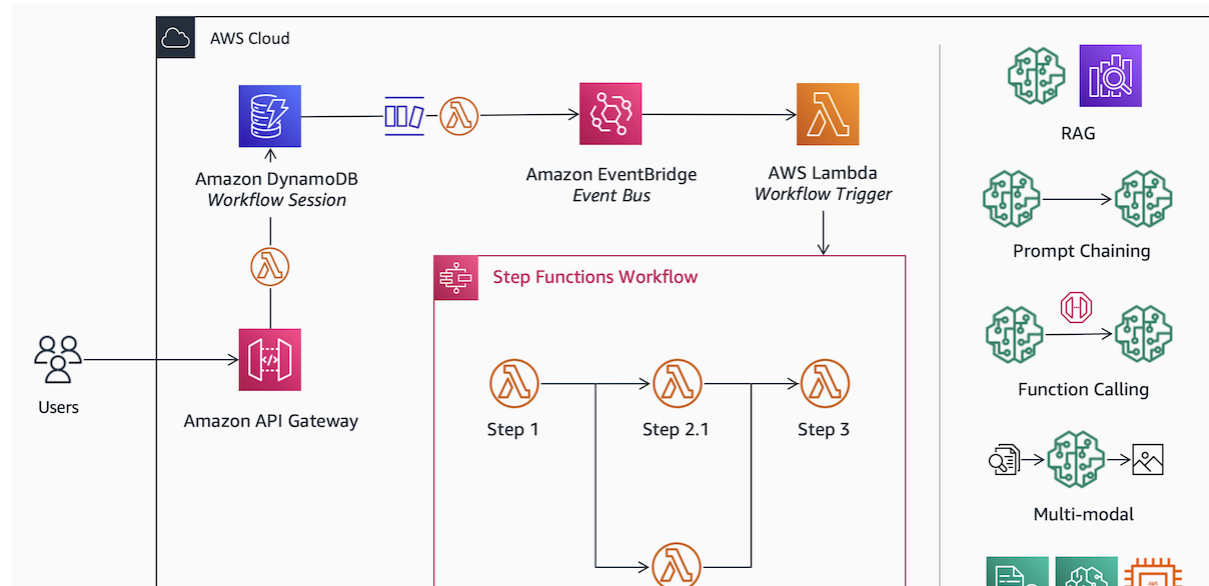 AWS Cloud
Amazon DynamoDB
Workflow Session
Amazon EventBridge
Event Bus
AWS Lambda
Workflow Trigger
Users
Amazon API Gateway
Step Functions Workflow
Step 1
Step 2.1
Step 3
RAG
Prompt Chaining
Function Calling
Multi-modal